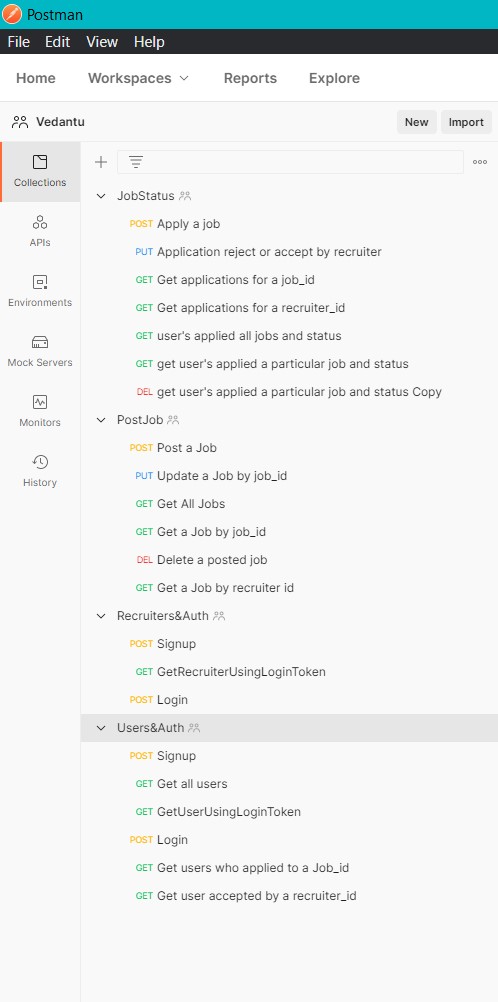 Postman
File Edit View Help
Home Workspaces Reports Explore
Vedantu New Import
Collections
APIs
Environments
Mock Servers
Monitors
History
JobStatus
POST Apply a job
PUT Application reject or accept by recruiter
GET Get applications for a job_id
GET Get applications for a recruiter_id
GET user's applied all jobs and status
GET get user's applied a particular job and status
DEL get user's applied a particular job and status Copy
PostJob
POST Post a Job
PUT Update a Job by job_id
GET Get All Jobs
GET Get a Job by job_id
DEL Delete a posted job
GET Get a Job by recruiter id
Recruiters&Auth
POST Signup
GET GetRecruiterUsingLoginToken
POST Login
Users&Auth
POST Signup
GET Get all users
GET GetUserUsingLoginToken
POST Login
GET Get users who applied to a Job_id
GET Get user accepted by a recruiter_id